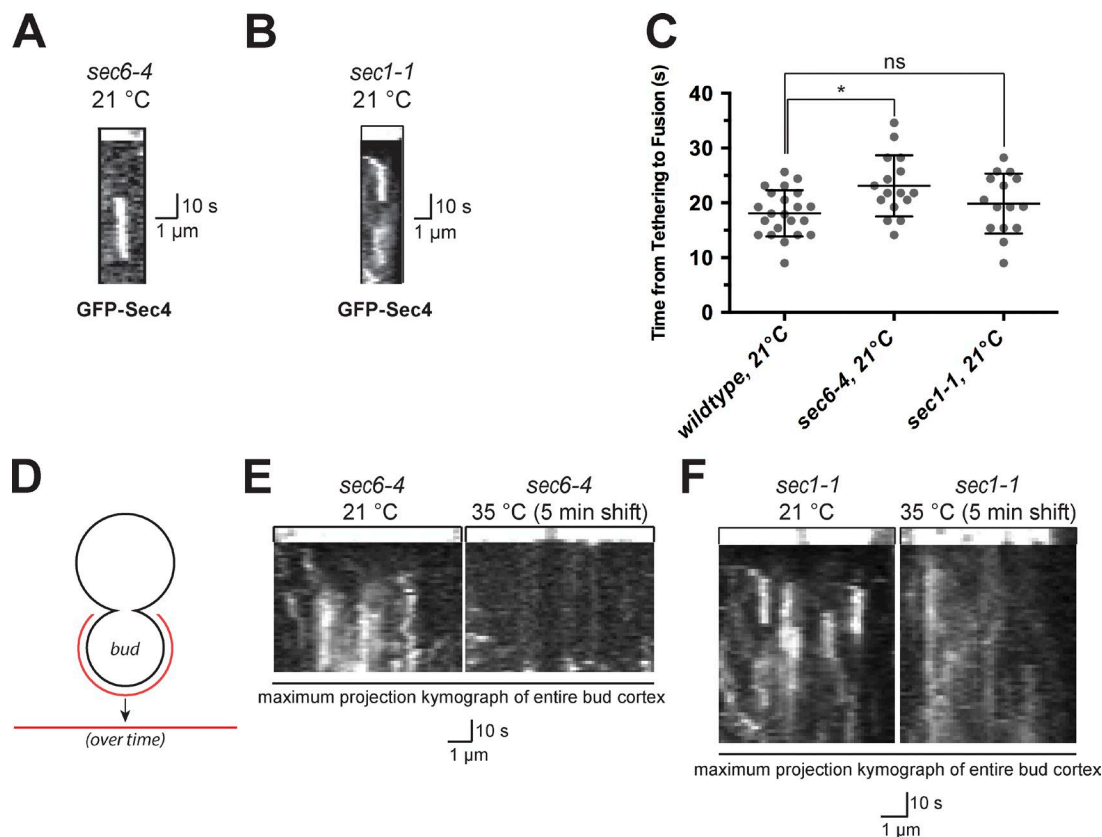 A
sec6-4
21 °C
10 s
1 µm
GFP-Sec4
B
sec1-1
21 °C
10 s
1 µm
GFP-Sec4
C
ns
*
Time from Tethering to Fusion (s)
40
30
20
10
0
wildtype, 21°C
sec6-4, 21°C
sec1-1, 21°C
D
bud
(over time)
E
sec6-4
21 °C
sec6-4
35 °C (5 min shift)
maximum projection kymograph of entire bud cortex
10 s
1 µm
F
sec1-1
21 °C
sec1-1
35 °C (5 min shift)
maximum projection kymograph of entire bud cortex
10 s
1 µm